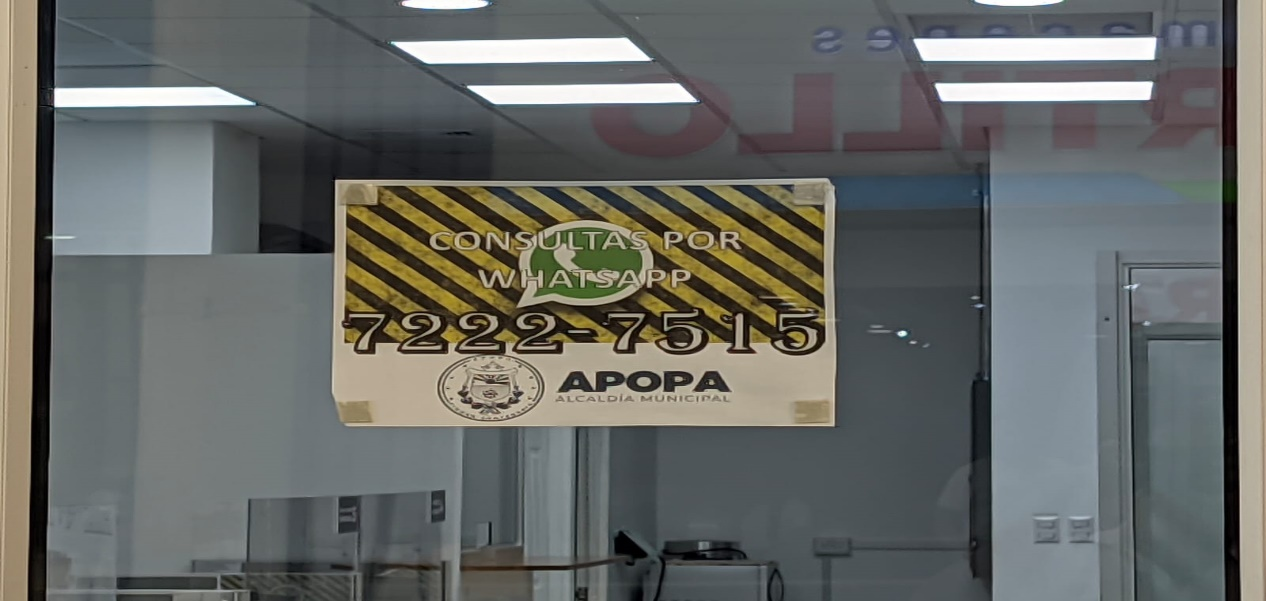 CONSULTAS POR
WHATSAPP
7222-7515
APOPA
ALCALDÍA MUNICIPAL